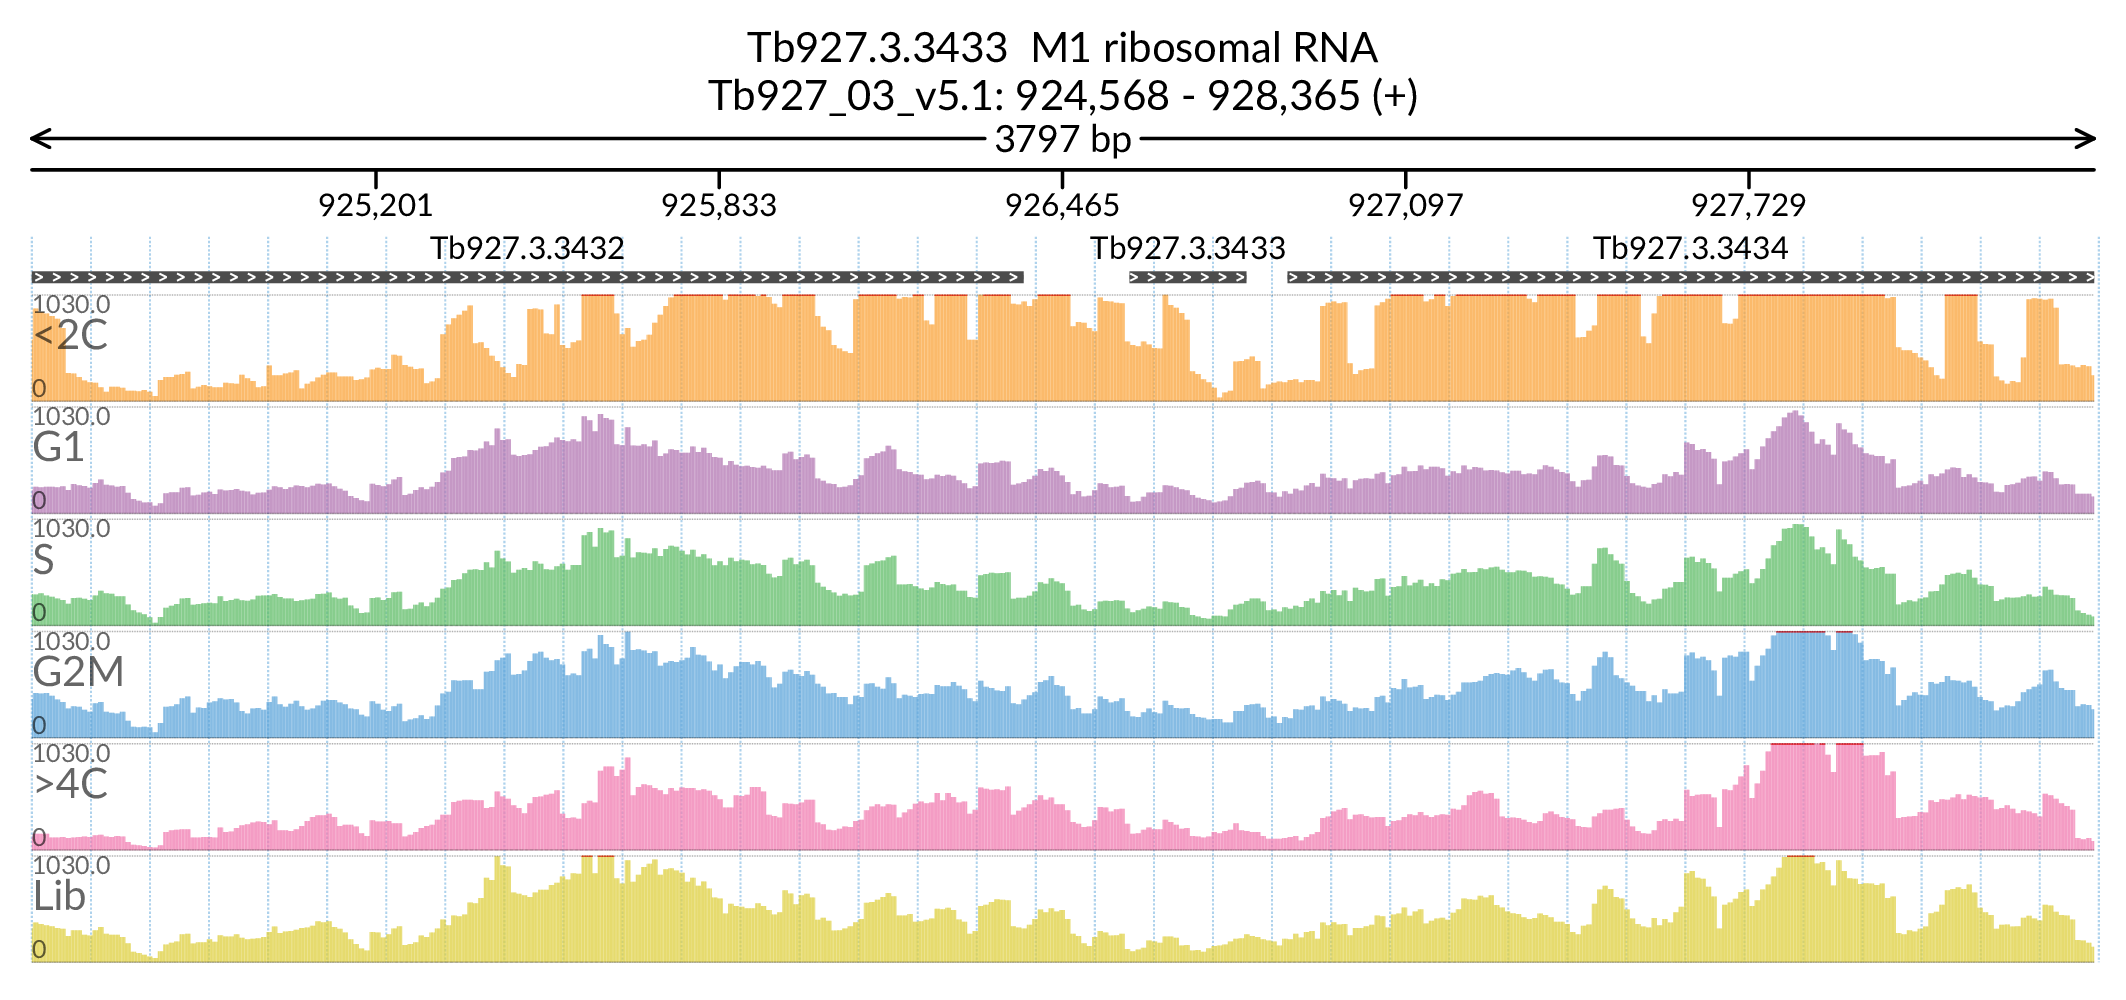 Tb927.3.3433  M1 ribosomal RNA
Tb927_03_v5.1: 924,568 - 928,365 (+)
3797 bp
925,201 925,833 926,465 927,097 927,729
Tb927.3.3432 Tb927.3.3433 Tb927.3.3434
1030.0
<2C
0
1030.0
G1
0
1030.0
S
0
1030.0
G2M
0
1030.0
>4C
0
1030.0
Lib
0